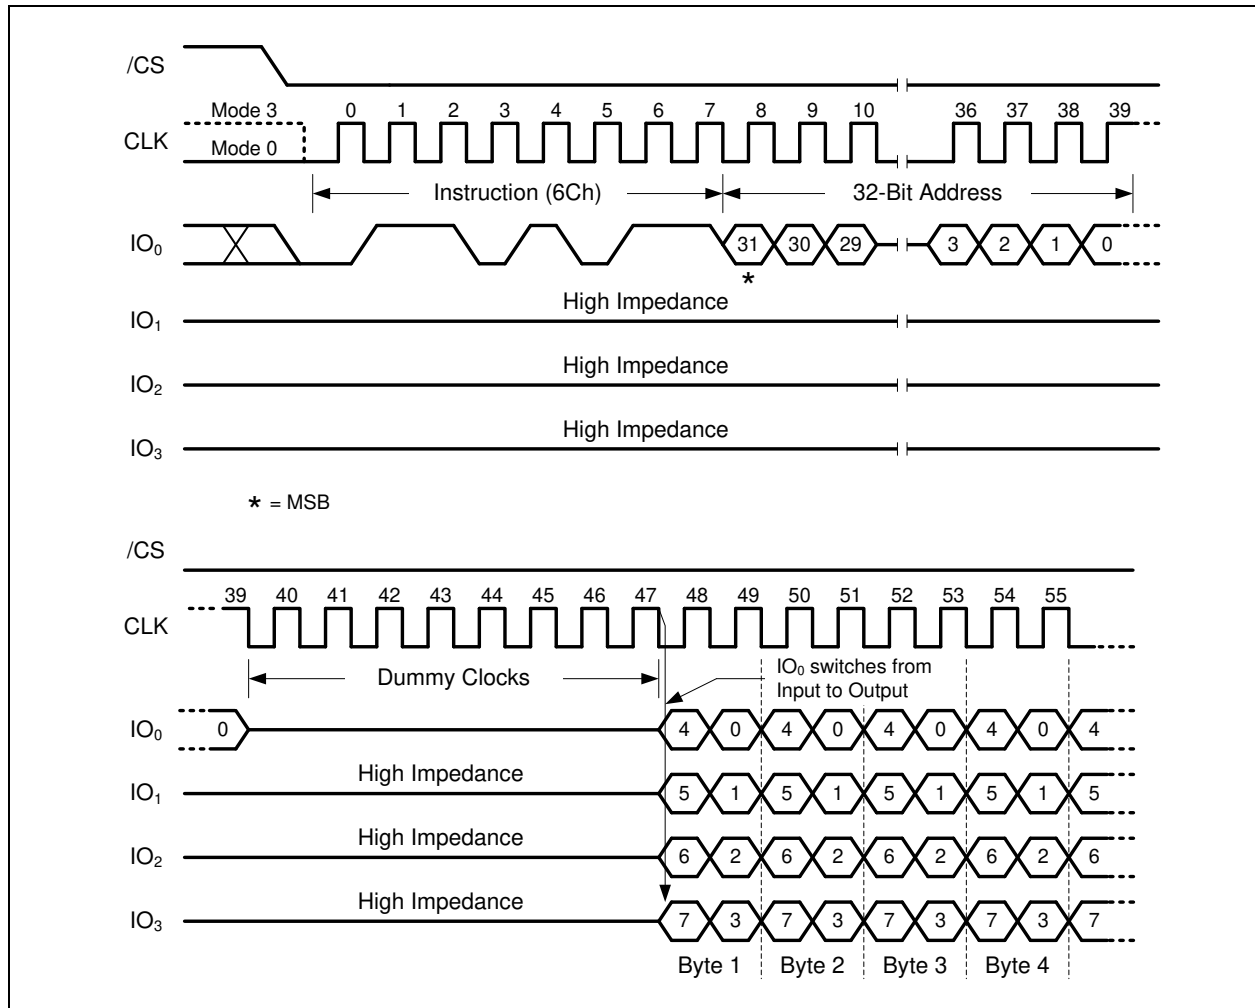 /CS
Mode 3 0 1 2 3 4 5 6 7 8 9 10 36 37 38 39
CLK
Mode 0
Instruction (6Ch) 32-Bit Address
IO0 31 30 29 3 2 1 0
*
High Impedance
IO1
High Impedance
IO2
High Impedance
IO3
* = MSB
/CS
39 40 41 42 43 44 45 46 47 48 49 50 51 52 53 54 55
CLK
Dummy Clocks
IO0 switches from
Input to Output
IO0 0 4 0 4 0 4 0 4 0 4
High Impedance
IO1 5 1 5 1 5 1 5 1 5
High Impedance
IO2 6 2 6 2 6 2 6 2 6
High Impedance
IO3 7 3 7 3 7 3 7 3 7
Byte 1 Byte 2 Byte 3 Byte 4